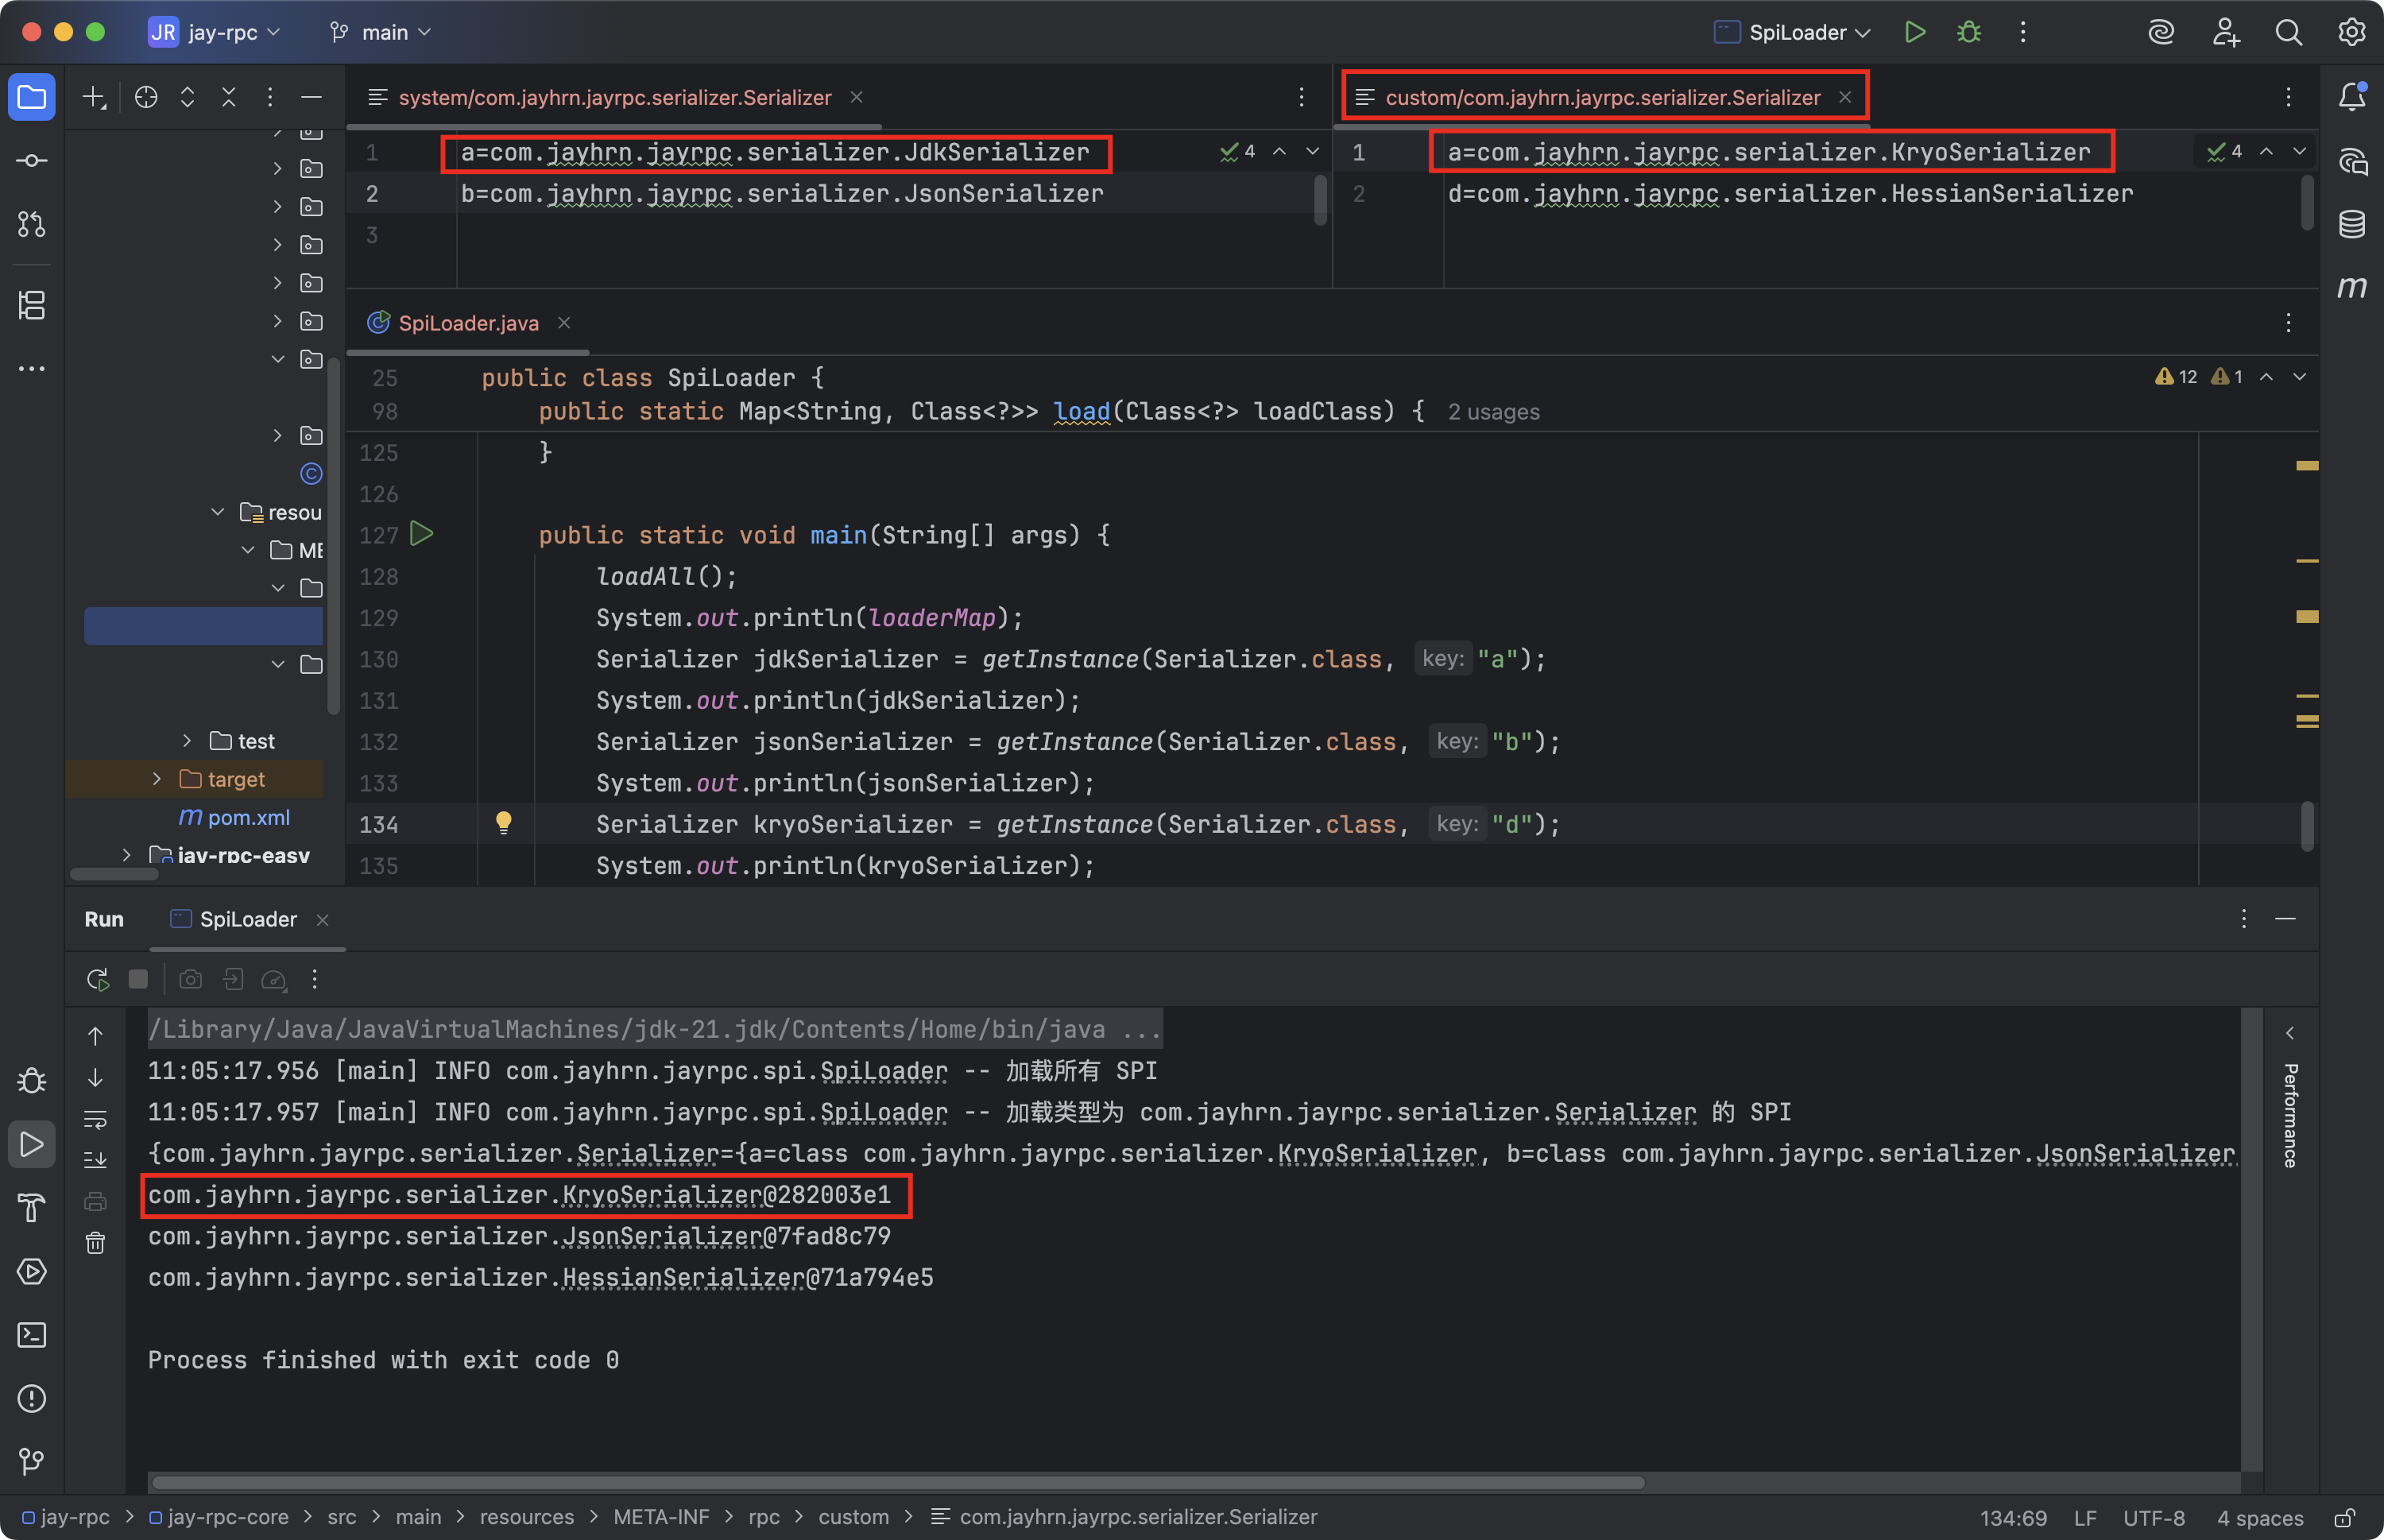 JR jay-rpc main SpiLoader
system/com.jayhrn.jayrpc.serializer.Serializer
1 a=com.jayhrn.jayrpc.serializer.JdkSerializer 4
2 b=com.jayhrn.jayrpc.serializer.JsonSerializer
3
custom/com.jayhrn.jayrpc.serializer.Serializer
1 a=com.jayhrn.jayrpc.serializer.KryoSerializer 4
2 d=com.jayhrn.jayrpc.serializer.HessianSerializer
resou
ME
test
target
m pom.xml
jay-rpc-easy
SpiLoader.java
25 public class SpiLoader { 12 1
98 public static Map<String, Class<?>> load(Class<?> loadClass) { 2 usages
125 }
126
127 public static void main(String[] args) {
128 loadAll();
129 System.out.println(loaderMap);
130 Serializer jdkSerializer = getInstance(Serializer.class, key: "a");
131 System.out.println(jdkSerializer);
132 Serializer jsonSerializer = getInstance(Serializer.class, key: "b");
133 System.out.println(jsonSerializer);
134 Serializer kryoSerializer = getInstance(Serializer.class, key: "d");
135 System.out.println(kryoSerializer);
m
Run SpiLoader
/Library/Java/JavaVirtualMachines/jdk-21.jdk/Contents/Home/bin/java ...
11:05:17.956 [main] INFO com.jayhrn.jayrpc.spi.SpiLoader -- 加载所有 SPI
11:05:17.957 [main] INFO com.jayhrn.jayrpc.spi.SpiLoader -- 加载类型为 com.jayhrn.jayrpc.serializer.Serializer 的 SPI
{com.jayhrn.jayrpc.serializer.Serializer={a=class com.jayhrn.jayrpc.serializer.KryoSerializer, b=class com.jayhrn.jayrpc.serializer.JsonSerializer,
com.jayhrn.jayrpc.serializer.KryoSerializer@282003e1
com.jayhrn.jayrpc.serializer.JsonSerializer@7fad8c79
com.jayhrn.jayrpc.serializer.HessianSerializer@71a794e5
Process finished with exit code 0
Performance
jay-rpc > jay-rpc-core > src > main > resources > META-INF > rpc > custom > com.jayhrn.jayrpc.serializer.Serializer 134:69 LF UTF-8 4 spaces